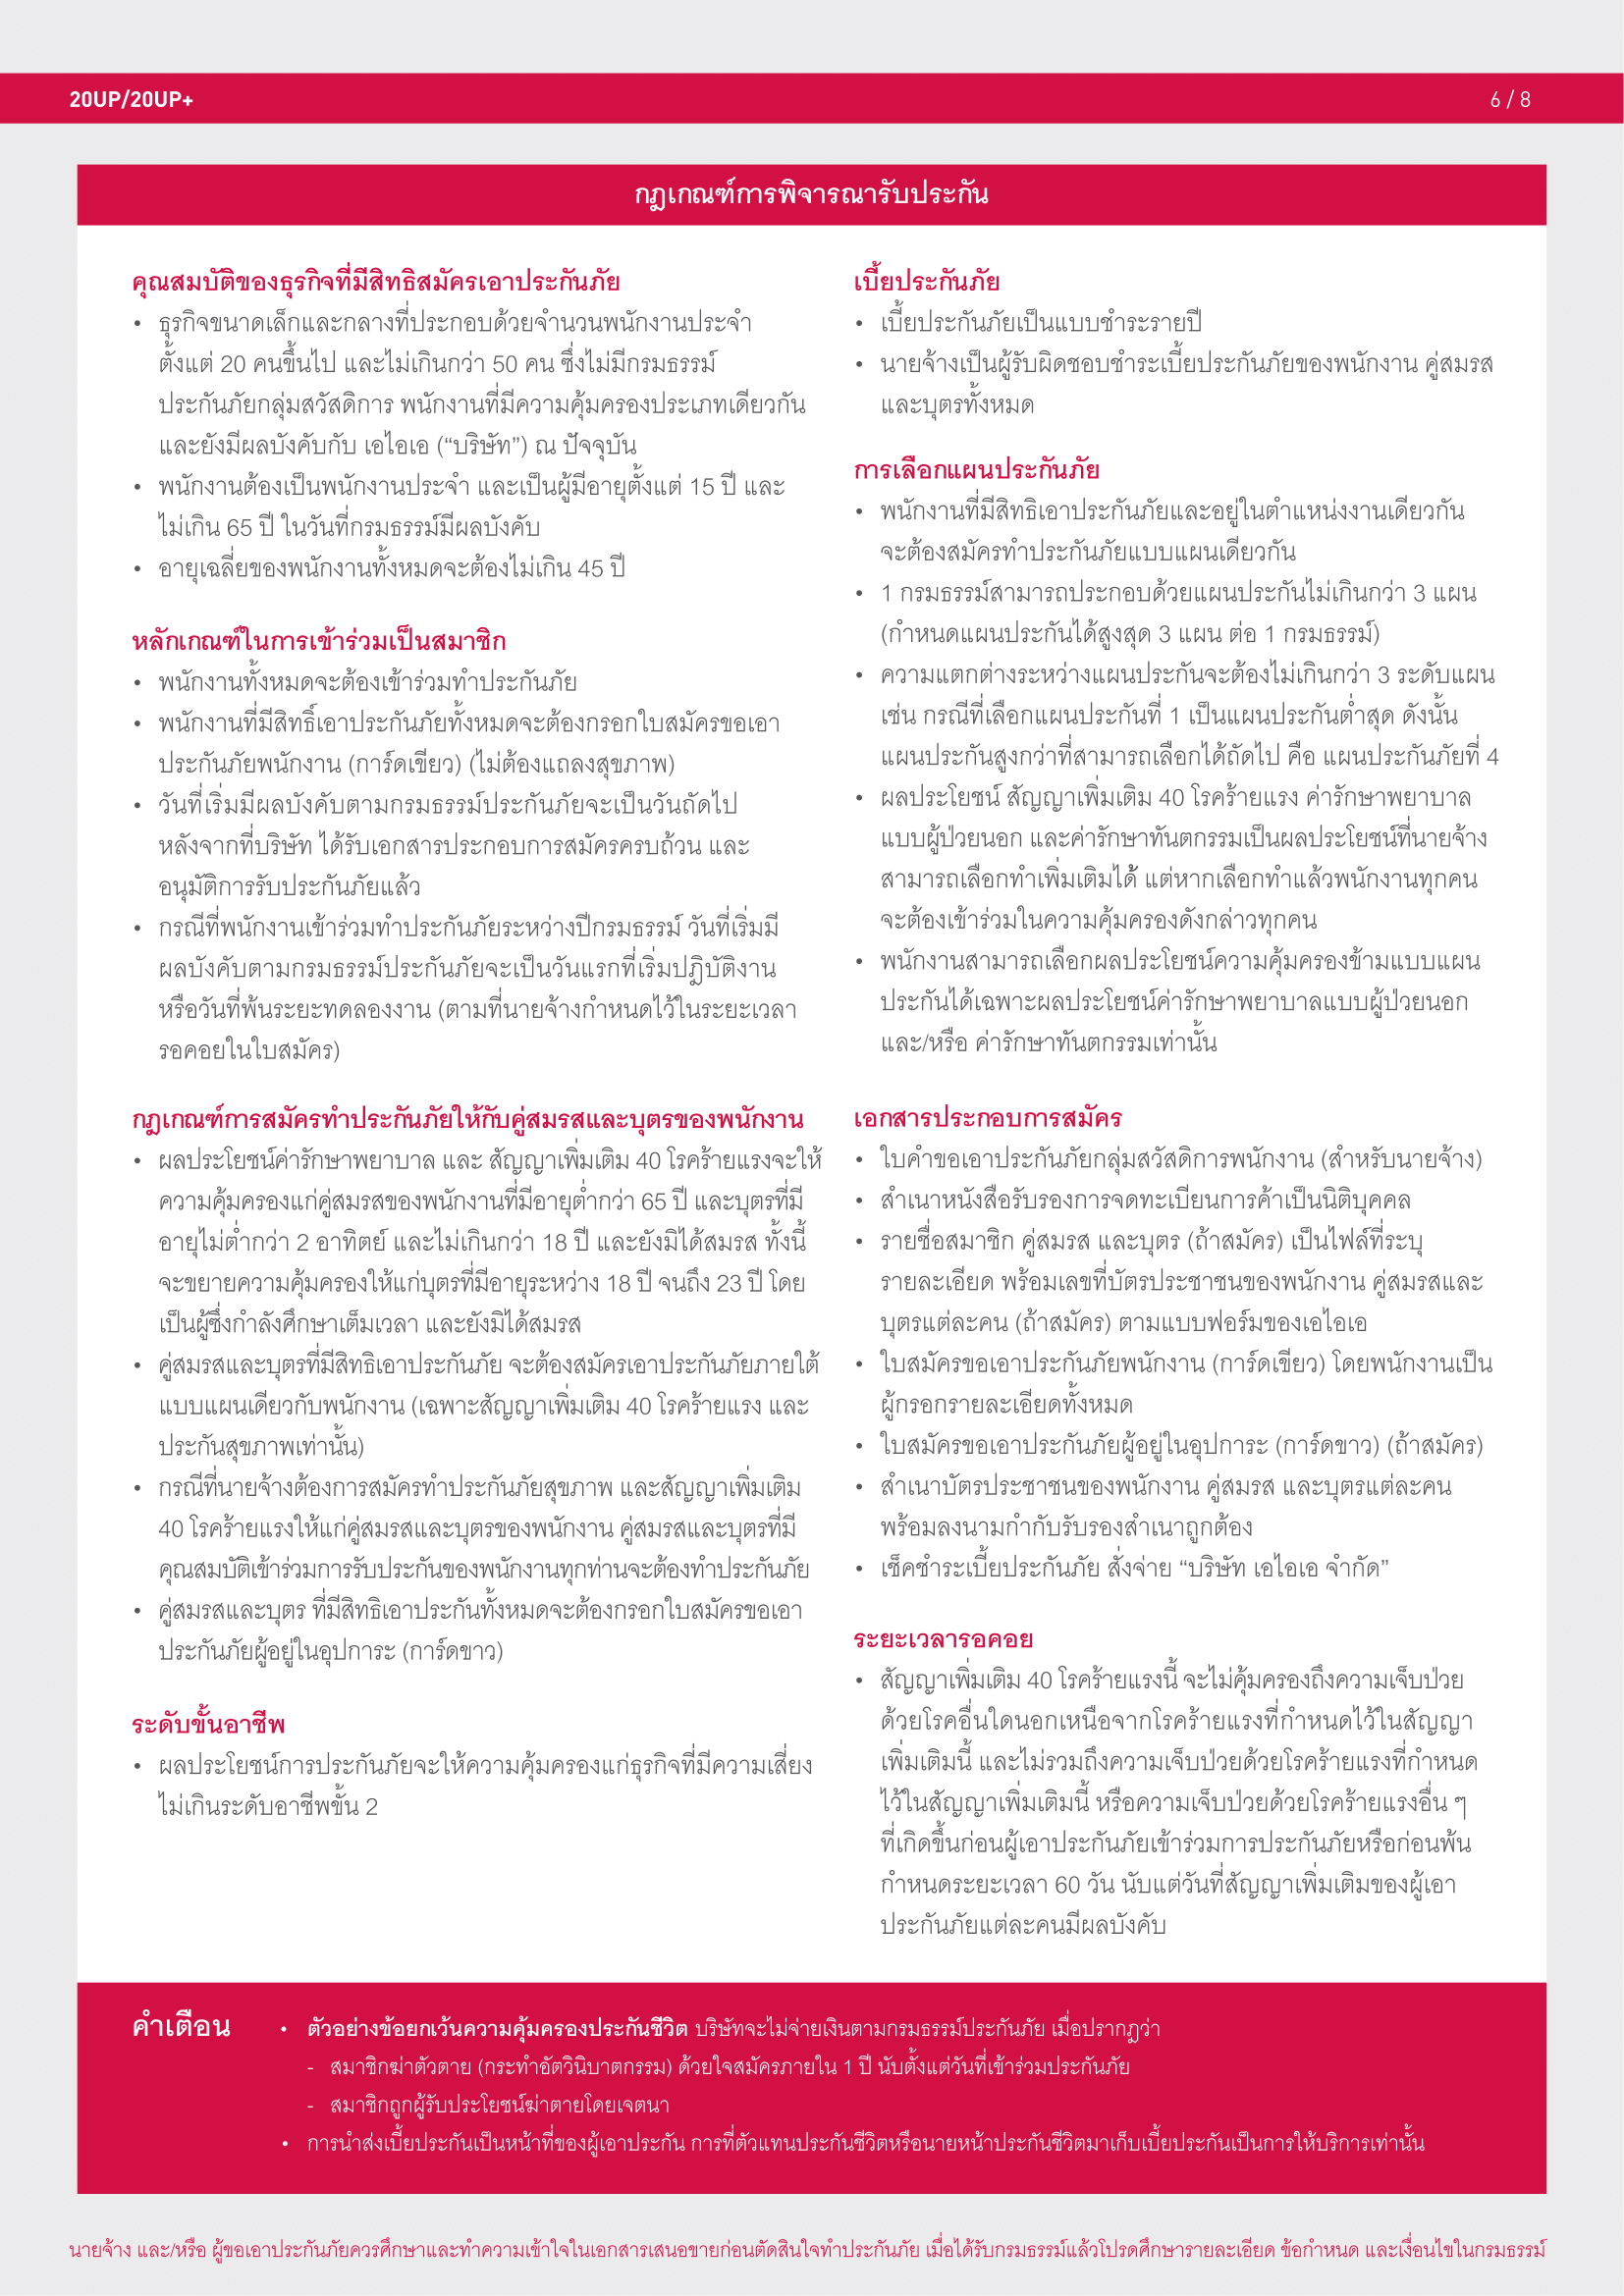 20UP/20UP+
6 / 8
กฎเกณฑ์การพิจารณารับประกัน
คุณสมบัติของธุรกิจที่มีสิทธิสมัครเอาประกันภัย
• ธุรกิจขนาดเล็กและกลางที่ประกอบด้วยจำนวนพนักงานประจำ
ตั้งแต่ 20 คนขึ้นไป และไม่เกินกว่า 50 คน ซึ่งไม่มีกรมธรรม์
ประกันภัยกลุ่มสวัสดิการ พนักงานที่มีความคุ้มครองประเภทเดียวกัน
และยังมีผลบังคับกับ เอไอเอ (“บริษัท”) ณ ปัจจุบัน
• พนักงานต้องเป็นพนักงานประจำ และเป็นผู้มีอายุตั้งแต่ 15 ปี และ
ไม่เกิน 65 ปี ในวันที่กรมธรรม์มีผลบังคับ
• อายุเฉลี่ยของพนักงานทั้งหมดจะต้องไม่เกิน 45 ปี
หลักเกณฑ์ในการเข้าร่วมเป็นสมาชิก
• พนักงานทั้งหมดจะต้องเข้าร่วมทำประกันภัย
• พนักงานที่มีสิทธิ์เอาประกันภัยทั้งหมดจะต้องกรอกใบสมัครขอเอา
ประกันภัยพนักงาน (การ์ดเขียว) (ไม่ต้องแถลงสุขภาพ)
• วันที่เริ่มมีผลบังคับตามกรมธรรม์ประกันภัยจะเป็นวันถัดไป
หลังจากที่บริษัท ได้รับเอกสารประกอบการสมัครครบถ้วน และ
อนุมัติการรับประกันภัยแล้ว
• กรณีที่พนักงานเข้าร่วมทำประกันภัยระหว่างปีกรมธรรม์ วันที่เริ่มมี
ผลบังคับตามกรมธรรม์ประกันภัยจะเป็นวันแรกที่เริ่มปฏิบัติงาน
หรือวันที่พ้นระยะทดลองงาน (ตามที่นายจ้างกำหนดไว้ในระยะเวลา
รอคอยในใบสมัคร)
กฎเกณฑ์การสมัครทำประกันภัยให้กับคู่สมรสและบุตรของพนักงาน
• ผลประโยชน์ค่ารักษาพยาบาล และ สัญญาเพิ่มเติม 40 โรคร้ายแรงจะให้
ความคุ้มครองแก่คู่สมรสของพนักงานที่มีอายุต่ำกว่า 65 ปี และบุตรที่มี
อายุไม่ต่ำกว่า 2 อาทิตย์ และไม่เกินกว่า 18 ปี และยังมิได้สมรส ทั้งนี้
จะขยายความคุ้มครองให้แก่บุตรที่มีอายุระหว่าง 18 ปี จนถึง 23 ปี โดย
เป็นผู้ซึ่งกำลังศึกษาเต็มเวลา และยังมิได้สมรส
• คู่สมรสและบุตรที่มีสิทธิเอาประกันภัย จะต้องสมัครเอาประกันภัยภายใต้
แบบแผนเดียวกับพนักงาน (เฉพาะสัญญาเพิ่มเติม 40 โรคร้ายแรง และ
ประกันสุขภาพเท่านั้น)
• กรณีที่นายจ้างต้องการสมัครทำประกันภัยสุขภาพ และสัญญาเพิ่มเติม
40 โรคร้ายแรงให้แก่คู่สมรสและบุตรของพนักงาน คู่สมรสและบุตรที่มี
คุณสมบัติเข้าร่วมการรับประกันของพนักงานทุกท่านจะต้องทำประกันภัย
• คู่สมรสและบุตร ที่มีสิทธิเอาประกันทั้งหมดจะต้องกรอกใบสมัครขอเอา
ประกันภัยผู้อยู่ในอุปการะ (การ์ดขาว)
ระดับขั้นอาชีพ
• ผลประโยชน์การประกันภัยจะให้ความคุ้มครองแก่ธุรกิจที่มีความเสี่ยง
ไม่เกินระดับอาชีพขั้น 2
เบี้ยประกันภัย
• เบี้ยประกันภัยเป็นแบบชำระรายปี
• นายจ้างเป็นผู้รับผิดชอบชำระเบี้ยประกันภัยของพนักงาน คู่สมรส
และบุตรทั้งหมด
การเลือกแผนประกันภัย
• พนักงานที่มีสิทธิเอาประกันภัยและอยู่ในตำแหน่งงานเดียวกัน
จะต้องสมัครทำประกันภัยแบบแผนเดียวกัน
• 1 กรมธรรม์สามารถประกอบด้วยแผนประกันไม่เกินกว่า 3 แผน
(กำหนดแผนประกันได้สูงสุด 3 แผน ต่อ 1 กรมธรรม์)
• ความแตกต่างระหว่างแผนประกันจะต้องไม่เกินกว่า 3 ระดับแผน
เช่น กรณีที่เลือกแผนประกันที่ 1 เป็นแผนประกันต่ำสุด ดังนั้น
แผนประกันสูงกว่าที่สามารถเลือกได้ถัดไป คือ แผนประกันภัยที่ 4
• ผลประโยชน์ สัญญาเพิ่มเติม 40 โรคร้ายแรง ค่ารักษาพยาบาล
แบบผู้ป่วยนอก และค่ารักษาทันตกรรมเป็นผลประโยชน์ที่นายจ้าง
สามารถเลือกทำเพิ่มเติมได้ แต่หากเลือกทำแล้วพนักงานทุกคน
จะต้องเข้าร่วมในความคุ้มครองดังกล่าวทุกคน
• พนักงานสามารถเลือกผลประโยชน์ความคุ้มครองข้ามแบบแผน
ประกันได้เฉพาะผลประโยชน์ค่ารักษาพยาบาลแบบผู้ป่วยนอก
และ/หรือ ค่ารักษาทันตกรรมเท่านั้น
เอกสารประกอบการสมัคร
• ใบคำขอเอาประกันภัยกลุ่มสวัสดิการพนักงาน (สำหรับนายจ้าง)
• สำเนาหนังสือรับรองการจดทะเบียนการค้าเป็นนิติบุคคล
• รายชื่อสมาชิก คู่สมรส และบุตร (ถ้าสมัคร) เป็นไฟล์ที่ระบุ
รายละเอียด พร้อมเลขที่บัตรประชาชนของพนักงาน คู่สมรสและ
บุตรแต่ละคน (ถ้าสมัคร) ตามแบบฟอร์มของเอไอเอ
• ใบสมัครขอเอาประกันภัยพนักงาน (การ์ดเขียว) โดยพนักงานเป็น
ผู้กรอกรายละเอียดทั้งหมด
• ใบสมัครขอเอาประกันภัยผู้อยู่ในอุปการะ (การ์ดขาว) (ถ้าสมัคร)
• สำเนาบัตรประชาชนของพนักงาน คู่สมรส และบุตรแต่ละคน
พร้อมลงนามกำกับรับรองสำเนาถูกต้อง
• เช็คชำระเบี้ยประกันภัย สั่งจ่าย “บริษัท เอไอเอ จำกัด”
ระยะเวลารอคอย
• สัญญาเพิ่มเติม 40 โรคร้ายแรงนี้ จะไม่คุ้มครองถึงความเจ็บป่วย
ด้วยโรคอื่นใดนอกเหนือจากโรคร้ายแรงที่กำหนดไว้ในสัญญา
เพิ่มเติมนี้ และไม่รวมถึงความเจ็บป่วยด้วยโรคร้ายแรงที่กำหนด
ไว้ในสัญญาเพิ่มเติมนี้ หรือความเจ็บป่วยด้วยโรคร้ายแรงอื่น ๆ
ที่เกิดขึ้นก่อนผู้เอาประกันภัยเข้าร่วมการประกันภัยหรือก่อนพ้น
กำหนดระยะเวลา 60 วัน นับแต่วันที่สัญญาเพิ่มเติมของผู้เอา
ประกันภัยแต่ละคนมีผลบังคับ
คำเตือน
• ตัวอย่างข้อยกเว้นความคุ้มครองประกันชีวิต บริษัทจะไม่จ่ายเงินตามกรมธรรม์ประกันภัย เมื่อปรากฎว่า
- สมาชิกฆ่าตัวตาย (กระทำอัตวินิบาตกรรม) ด้วยใจสมัครภายใน 1 ปี นับตั้งแต่วันที่เข้าร่วมประกันภัย
- สมาชิกถูกผู้รับประโยชน์ฆ่าตายโดยเจตนา
• การนำส่งเบี้ยประกันเป็นหน้าที่ของผู้เอาประกัน การที่ตัวแทนประกันชีวิตหรือนายหน้าประกันชีวิตมาเก็บเบี้ยประกันเป็นการให้บริการเท่านั้น
นายจ้าง และ/หรือ ผู้ขอเอาประกันภัยควรศึกษาและทำความเข้าใจในเอกสารเสนอขายก่อนตัดสินใจทำประกันภัย เมื่อได้รับกรมธรรม์แล้วโปรดศึกษารายละเอียด ข้อกำหนด และเงื่อนไขในกรมธรรม์